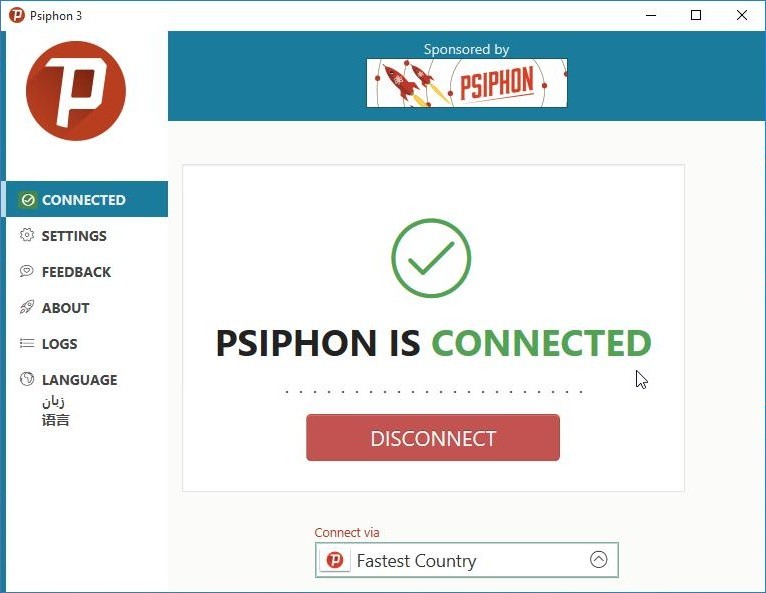 Psiphon 3
Sponsored by
PSIPHON
CONNECTED
SETTINGS
FEEDBACK
ABOUT
LOGS
LANGUAGE
زبان
语言
PSIPHON IS CONNECTED
DISCONNECT
Connect via
Fastest Country